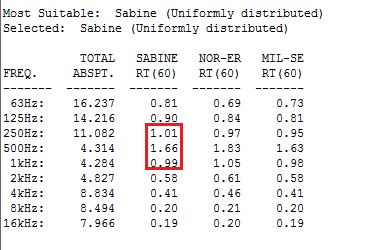 Most Suitable:  Sabine (Uniformly distributed)
Selected:  Sabine (Uniformly distributed)
TOTAL SABINE NOR-ER MIL-SE
FREQ. ABSPT. RT(60) RT(60) RT(60)
------- ------- ------- ------- -------
63Hz: 16.237 0.81 0.69 0.73
125Hz: 14.216 0.90 0.84 0.81
250Hz: 11.082 1.01 0.97 0.95
500Hz: 4.314 1.66 1.83 1.63
1kHz: 4.284 0.99 1.05 0.98
2kHz: 4.827 0.58 0.61 0.58
4kHz: 8.834 0.41 0.46 0.41
8kHz: 8.494 0.20 0.21 0.20
16kHz: 7.966 0.19 0.20 0.19